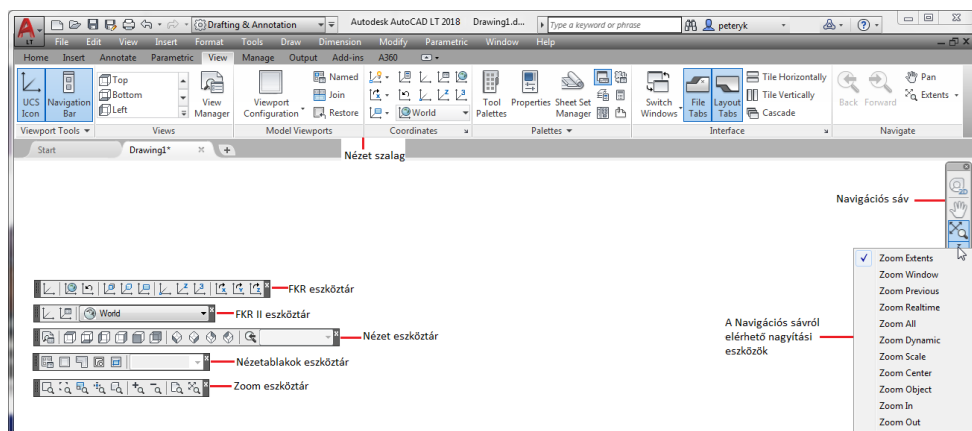 Drafting & Annotation Autodesk AutoCAD LT 2018 Drawing1.d... Type a keyword or phrase peteryk
LT File Edit View Insert Format Tools Draw Dimension Modify Parametric Window Help
Home Insert Annotate Parametric View Manage Output Add-ins A360
UCS Icon
Navigation Bar
Top
Bottom
Left
View Manager
Viewport Configuration
Named
Join
Restore
World
Tool Palettes
Properties
Sheet Set Manager
Switch Windows
File Tabs
Layout Tabs
Tile Horizontally
Tile Vertically
Cascade
Back
Forward
Pan
Extents
Viewport Tools Views Model Viewports Coordinates Palettes Interface Navigate
Start Drawing1*
Nézet szalag
2D
Navigációs sáv
Zoom Extents
Zoom Window
Zoom Previous
Zoom Realtime
Zoom All
Zoom Dynamic
Zoom Scale
Zoom Center
Zoom Object
Zoom In
Zoom Out
FKR eszköztár
World
FKR II eszköztár
Nézet eszköztár
Nézetablakok eszköztár
Zoom eszköztár
A Navigációs sávról
elérhető nagyítási
eszközök